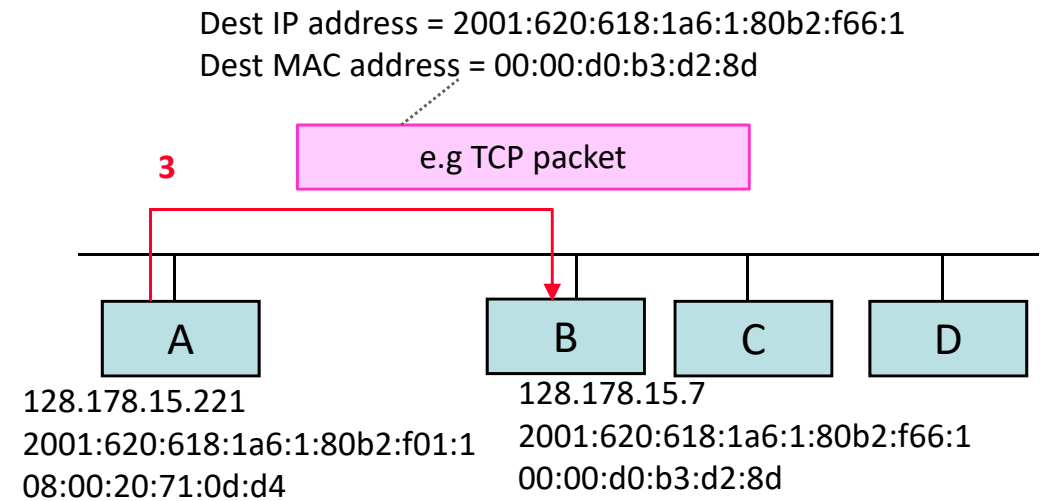 Dest IP address = 2001:620:618:1a6:1:80b2:f66:1
Dest MAC address = 00:00:d0:b3:d2:8d
e.g TCP packet
3
A
B
C
D
128.178.15.221
2001:620:618:1a6:1:80b2:f01:1
08:00:20:71:0d:d4
128.178.15.7
2001:620:618:1a6:1:80b2:f66:1
00:00:d0:b3:d2:8d